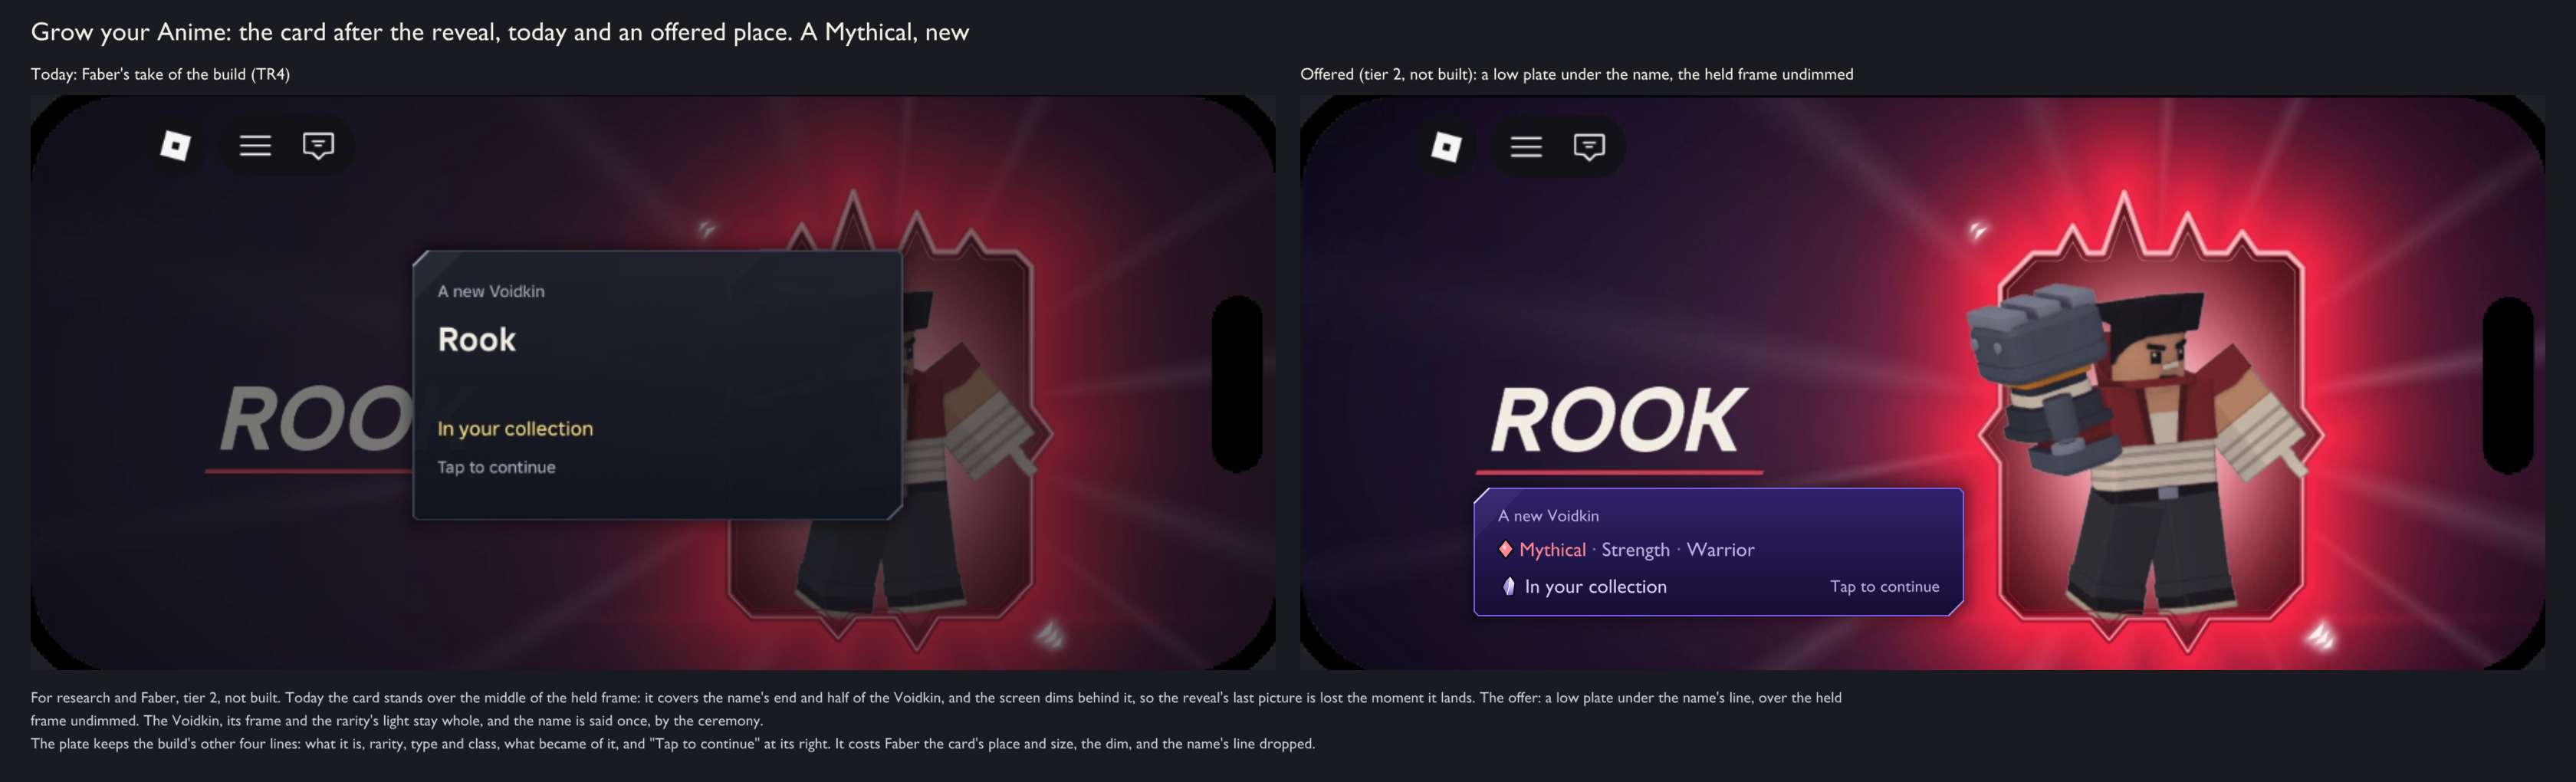 Grow your Anime: the card after the reveal, today and an offered place. A Mythical, new
Today: Faber's take of the build (TR4)
A new Voidkin
Rook
ROO
In your collection
Tap to continue
Offered (tier 2, not built): a low plate under the name, the held frame undimmed
ROOK
A new Voidkin
Mythical · Strength · Warrior
In your collection
Tap to continue
For research and Faber, tier 2, not built. Today the card stands over the middle of the held frame: it covers the name's end and half of the Voidkin, and the screen dims behind it, so the reveal's last picture is lost the moment it lands. The offer: a low plate under the name's line, over the held
frame undimmed. The Voidkin, its frame and the rarity's light stay whole, and the name is said once, by the ceremony.
The plate keeps the build's other four lines: what it is, rarity, type and class, what became of it, and "Tap to continue" at its right. It costs Faber the card's place and size, the dim, and the name's line dropped.